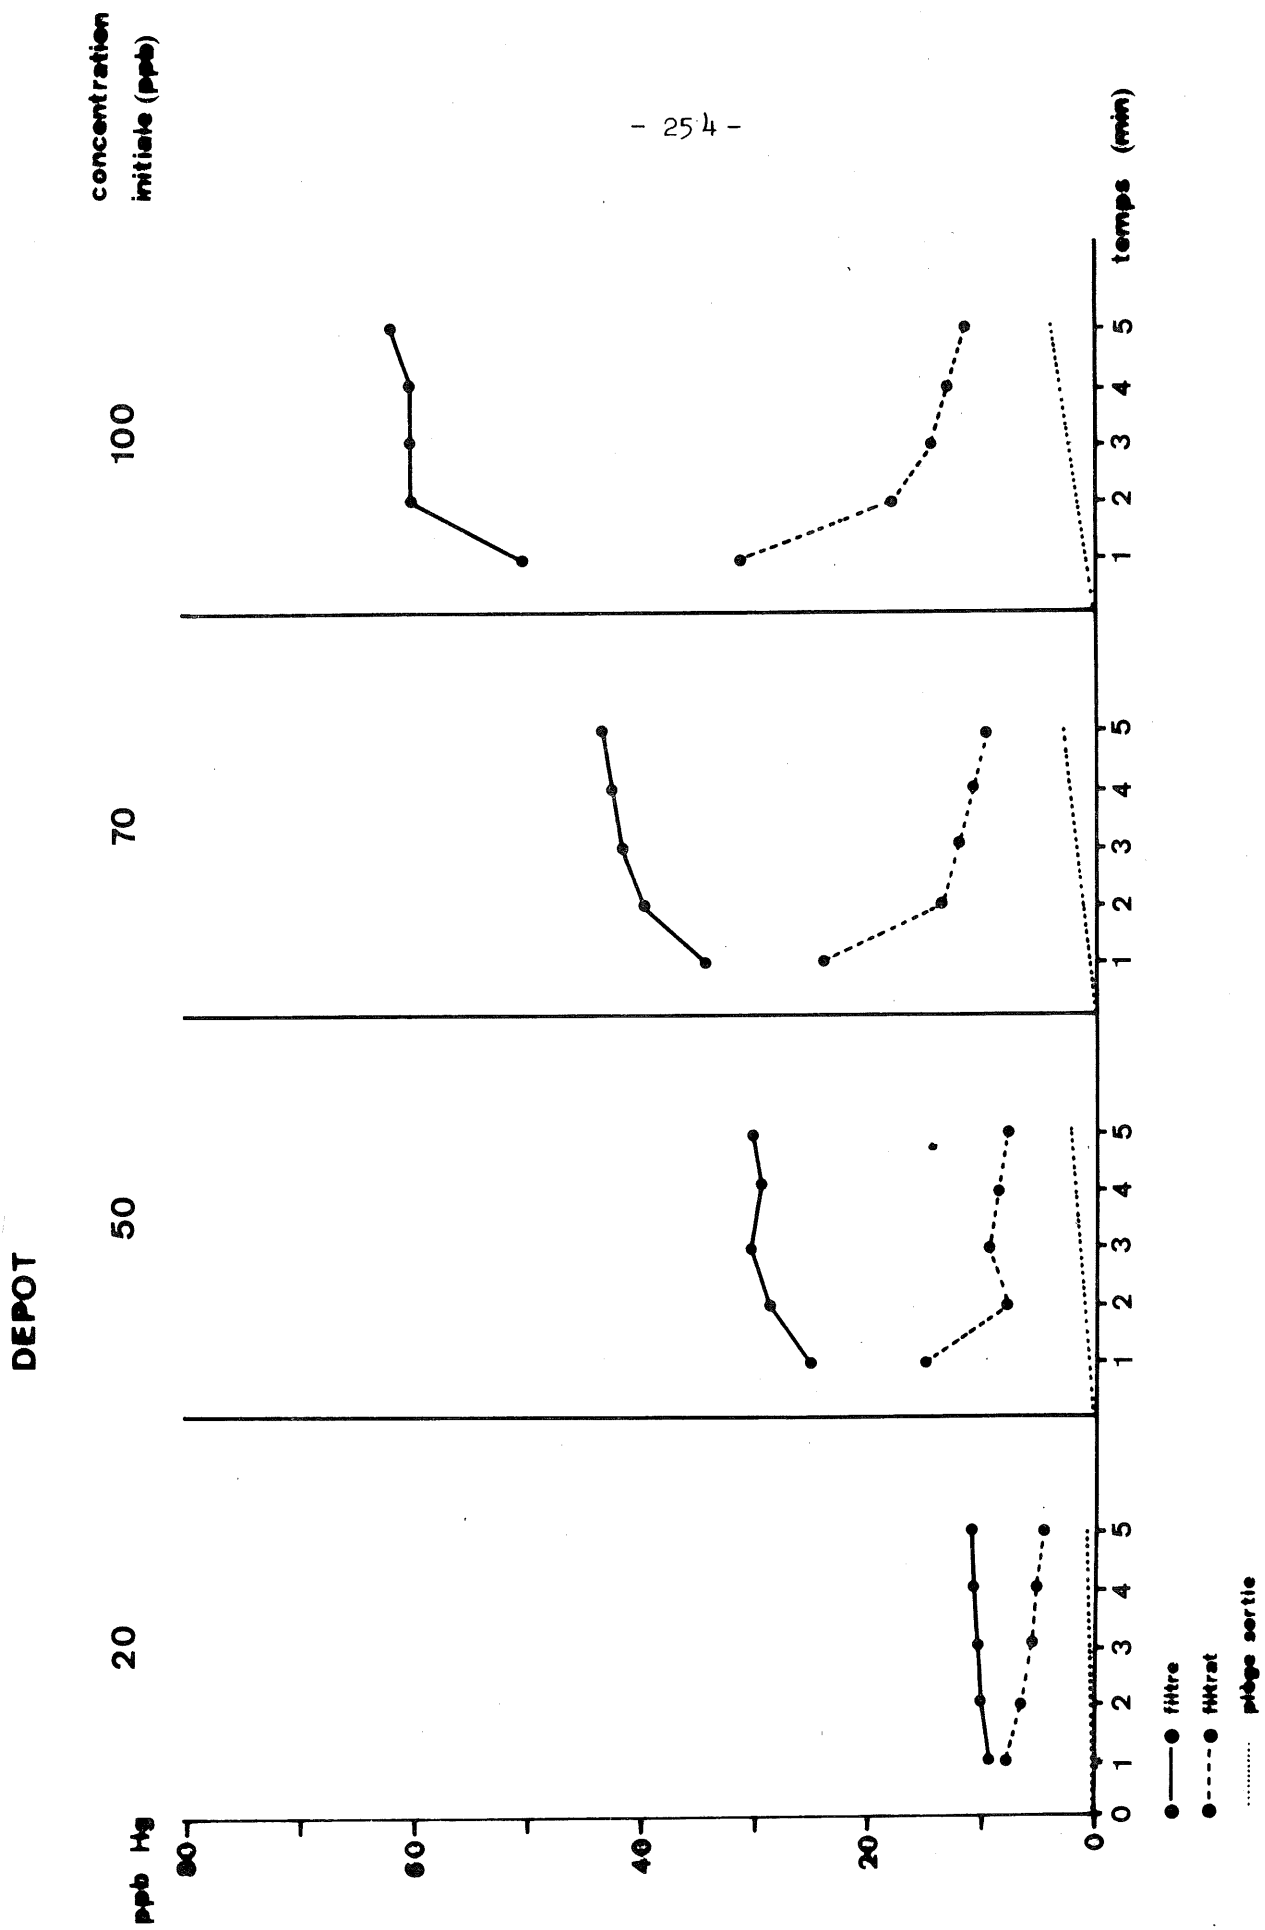 - 254 -
DEPOT
concentration
initiale (ppb)
20 50 70 100
ppb Hg
80
60
40
20
0
0 1 2 3 4 5 1 2 3 4 5 1 2 3 4 5 1 2 3 4 5 temps (min)
filtre
filtrat
piège sortie